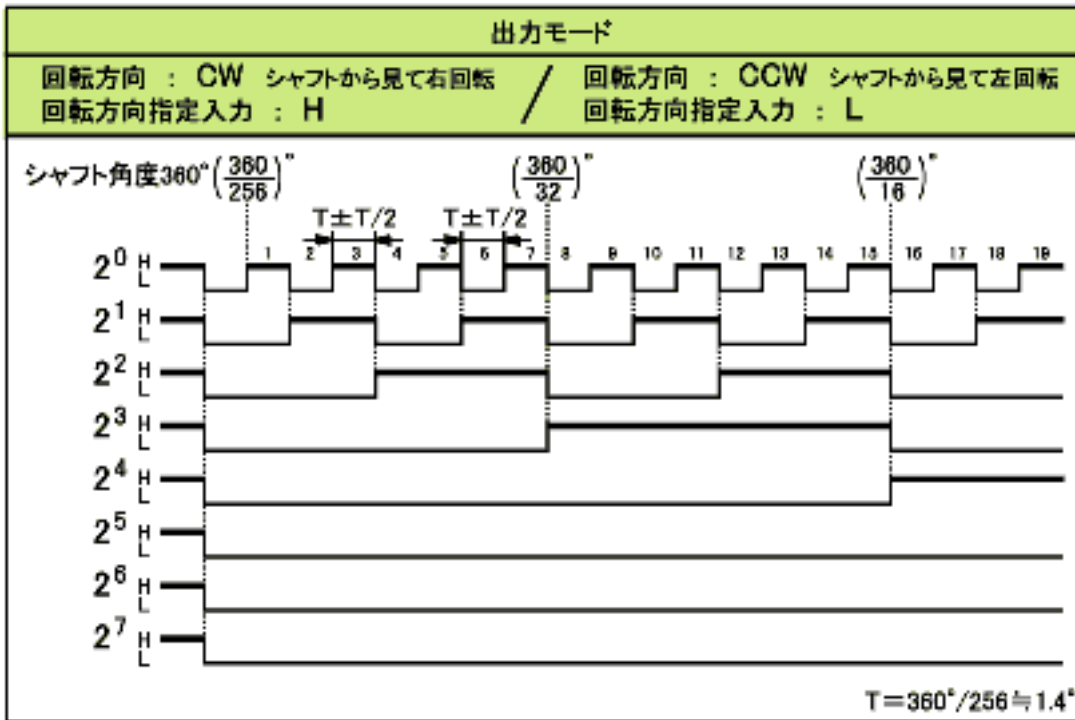 出力モード
回転方向 : CW シャフトから見て右回転 / 回転方向 : CCW シャフトから見て左回転
回転方向指定入力 : H 回転方向指定入力 : L
シャフト角度360°(360/256)° (360/32)° (360/16)°
T±T/2 T±T/2
1 2 3 4 5 6 7 8 9 10 11 12 13 14 15 16 17 18 19
2⁰ H L
2¹ H L
2² H L
2³ H L
2⁴ H L
2⁵ H L
2⁶ H L
2⁷ H L
T=360°/256≒1.4°